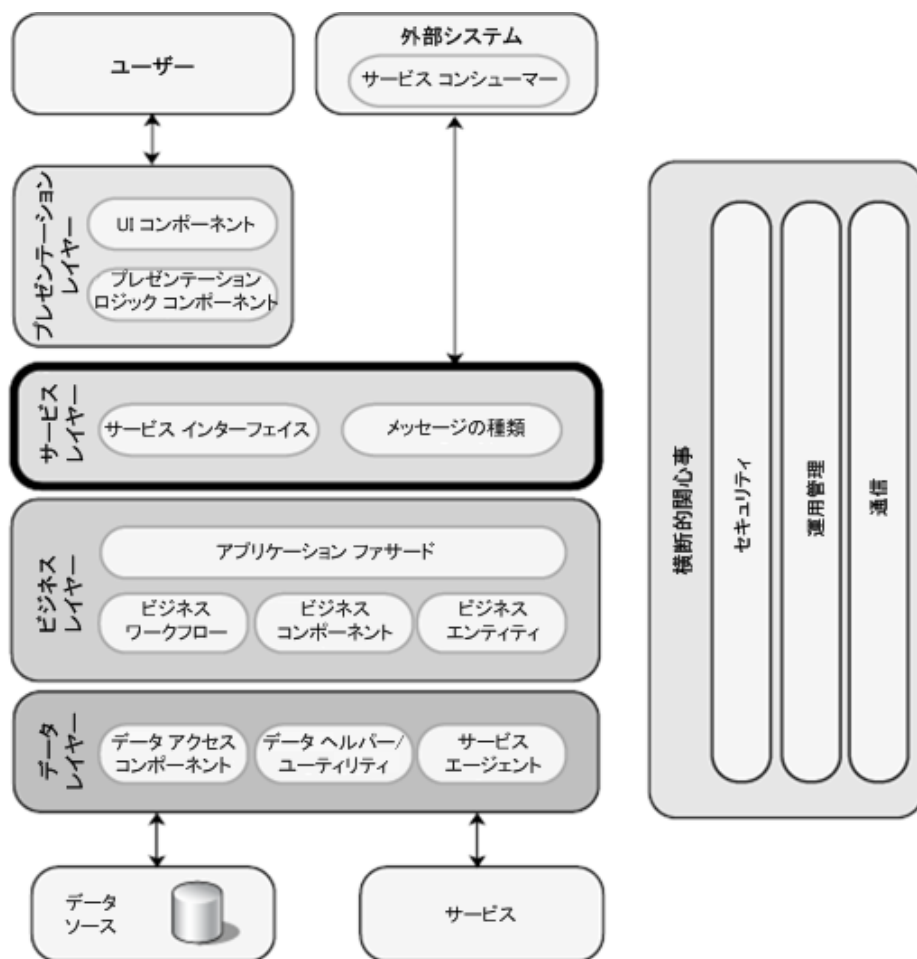 ユーザー
外部システム
サービス コンシューマー
プレゼンテーション
レイヤー
UI コンポーネント
プレゼンテーション
ロジック コンポーネント
サービス
レイヤー
サービス インターフェイス
メッセージの種類
ビジネス
レイヤー
アプリケーション ファサード
ビジネス
ワークフロー
ビジネス
コンポーネント
ビジネス
エンティティ
データ
レイヤー
データ アクセス
コンポーネント
データ ヘルパー/
ユーティリティ
サービス
エージェント
データ
ソース
サービス
横断的関心事
セキュリティ
運用管理
通信